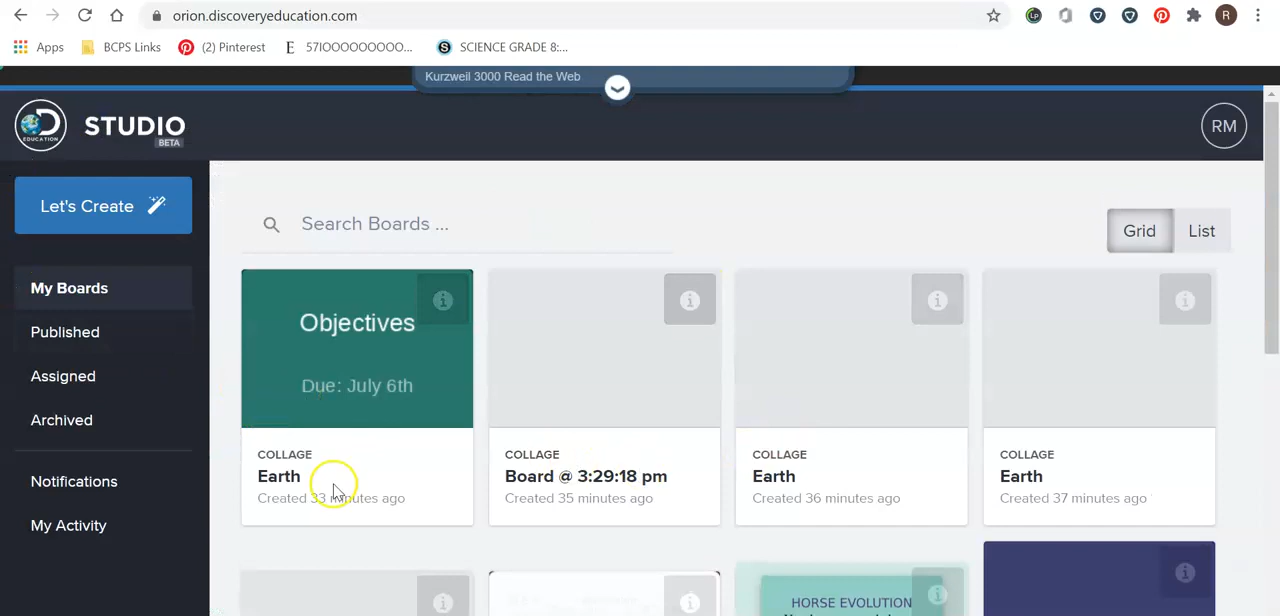 orion.discoveryeducation.com
R
Apps
BCPS Links
(2) Pinterest
E 57IOOOOOOOOO...
S SCIENCE GRADE 8:...
Kurzweil 3000 Read the Web
D EDUCATION
STUDIO
BETA
RM
Let's Create
Search Boards ...
Grid
List
My Boards
Published
Assigned
Archived
Notifications
My Activity
Objectives
Due: July 6th
COLLAGE
Earth
Created 33 minutes ago
COLLAGE
Board @ 3:29:18 pm
Created 35 minutes ago
COLLAGE
Earth
Created 36 minutes ago
COLLAGE
Earth
Created 37 minutes ago
HORSE EVOLUTION